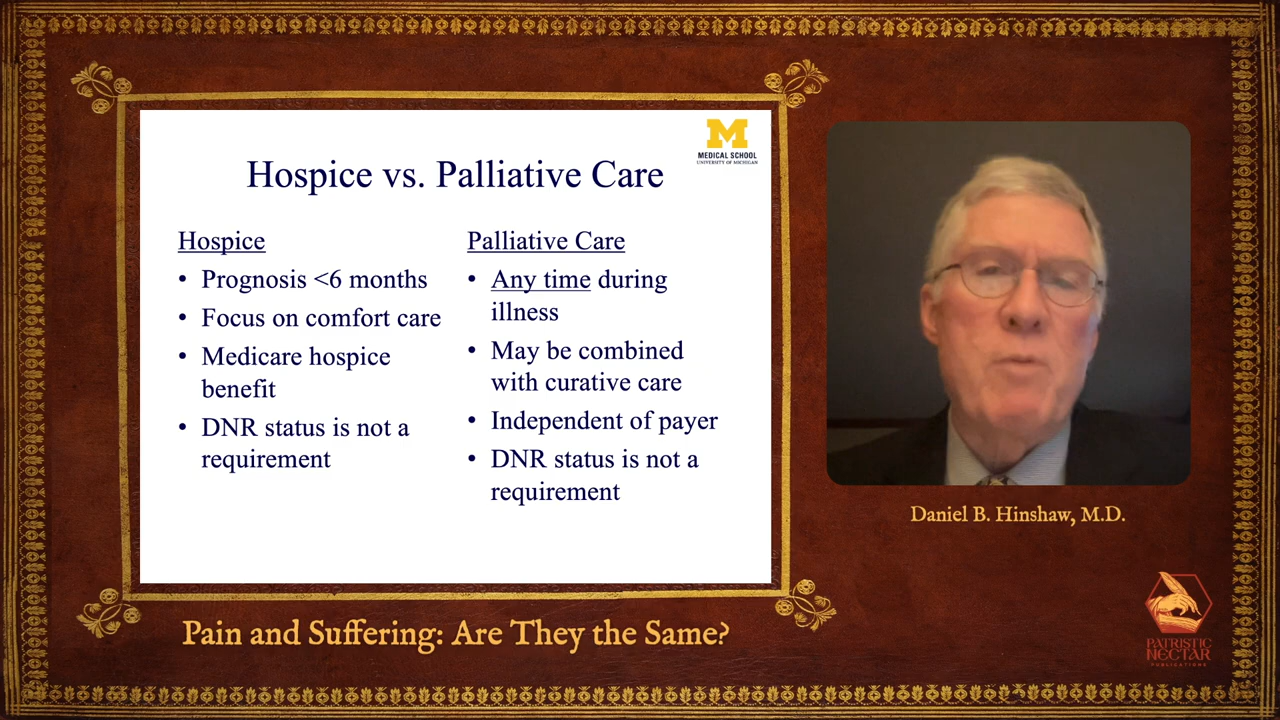 M
MEDICAL SCHOOL
UNIVERSITY OF MICHIGAN
Hospice vs. Palliative Care
Hospice
• Prognosis <6 months
• Focus on comfort care
• Medicare hospice
benefit
• DNR status is not a
requirement
Palliative Care
• Any time during
illness
• May be combined
with curative care
• Independent of payer
• DNR status is not a
requirement
Daniel B. Hinshaw, M.D.
Pain and Suffering: Are They the Same?
PATRISTIC
NECTAR
PUBLICATIONS